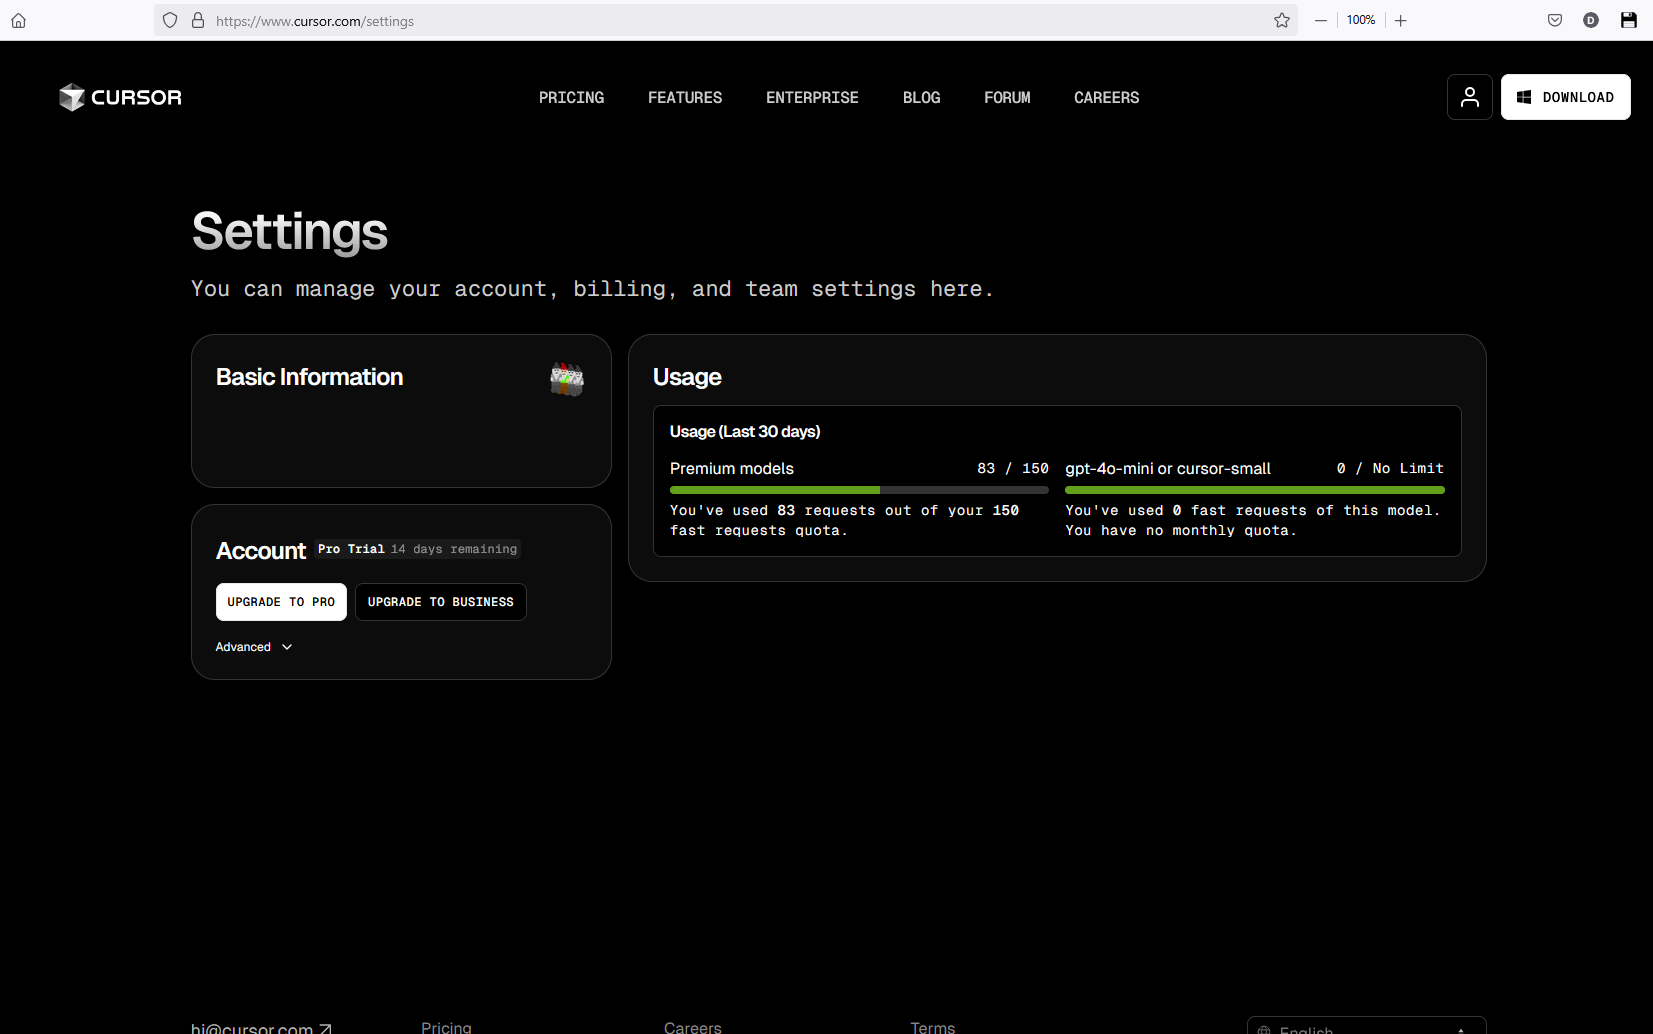 https://www.cursor.com/settings
100%
D
CURSOR
PRICING
FEATURES
ENTERPRISE
BLOG
FORUM
CAREERS
DOWNLOAD
Settings
You can manage your account, billing, and team settings here.
Basic Information
Account Pro Trial 14 days remaining
UPGRADE TO PRO
UPGRADE TO BUSINESS
Advanced
Usage
Usage (Last 30 days)
Premium models 83 / 150
You've used 83 requests out of your 150
fast requests quota.
gpt-4o-mini or cursor-small 0 / No Limit
You've used 0 fast requests of this model.
You have no monthly quota.
hi@cursor.com
Pricing
Careers
Terms
English